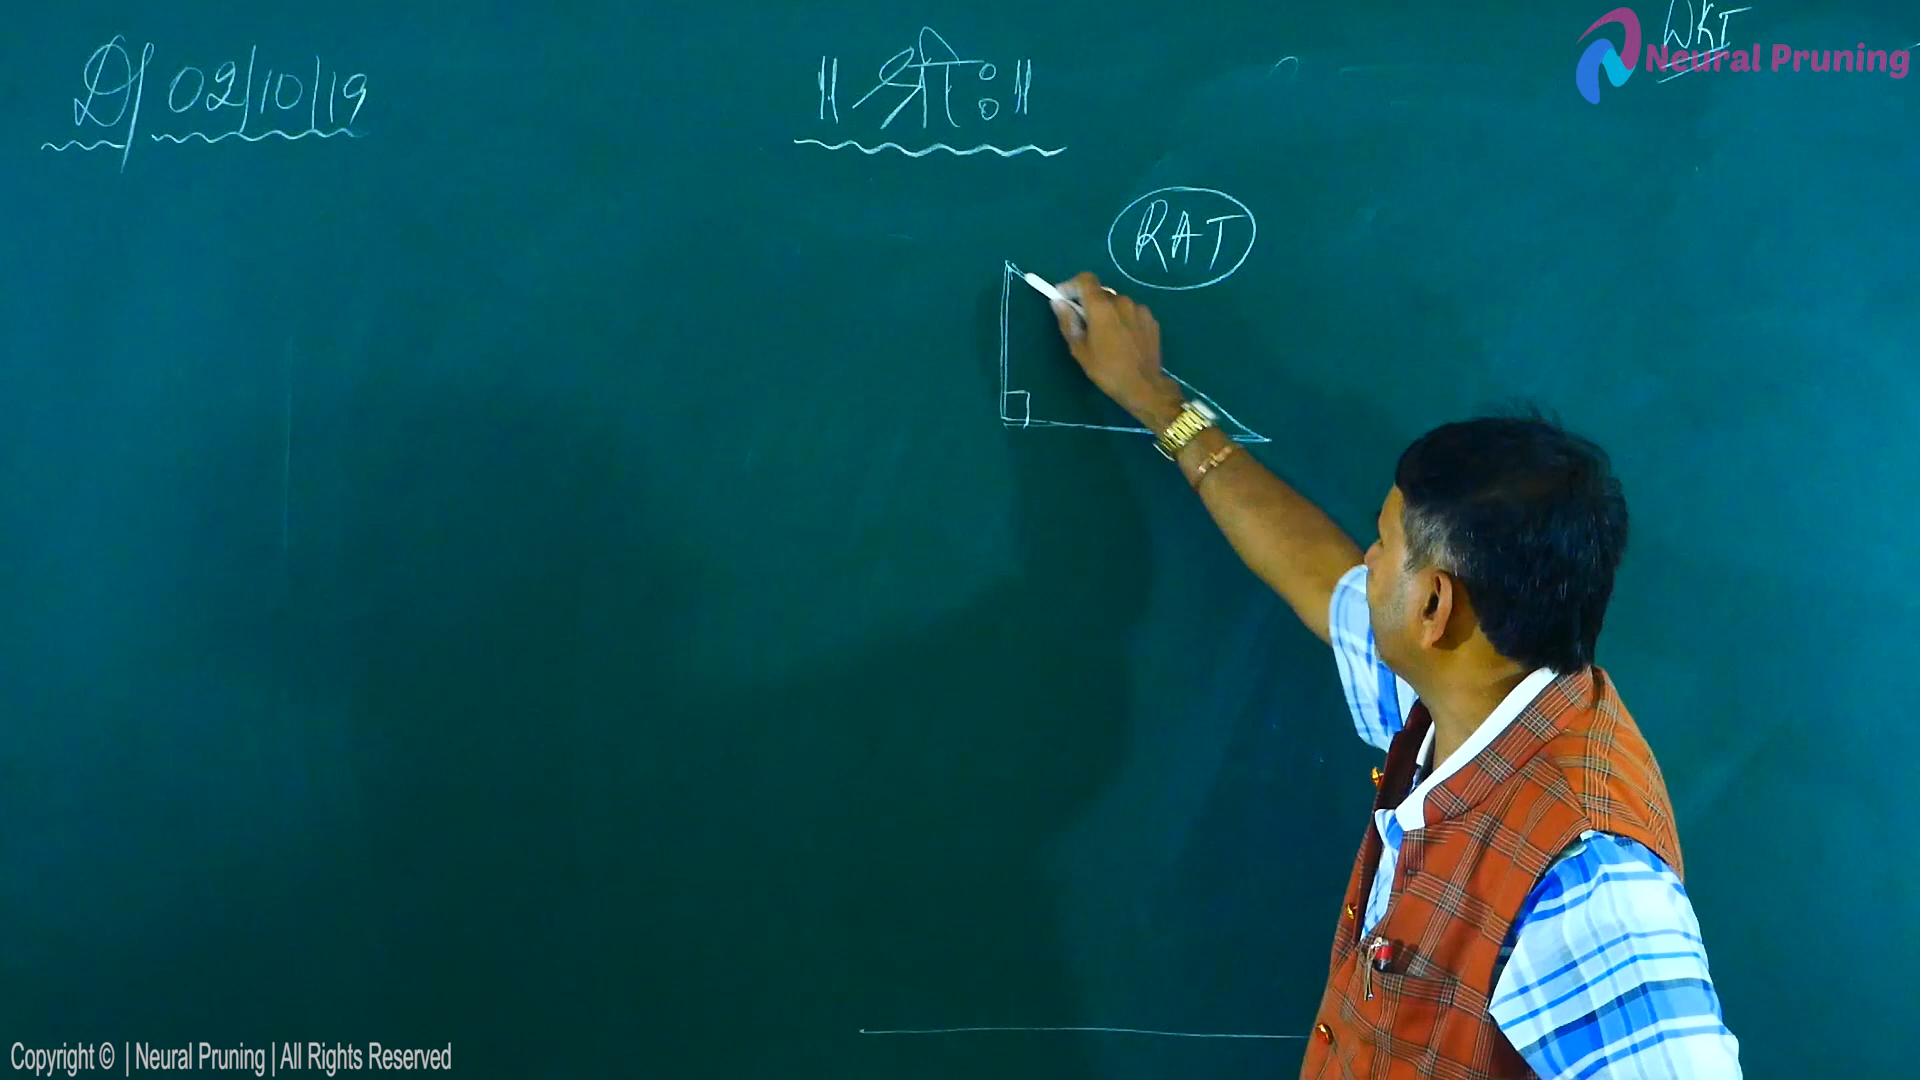 D/ 02/10/19
॥ श्रीः ॥
WKT
Neural Pruning
RAT
Copyright © | Neural Pruning | All Rights Reserved